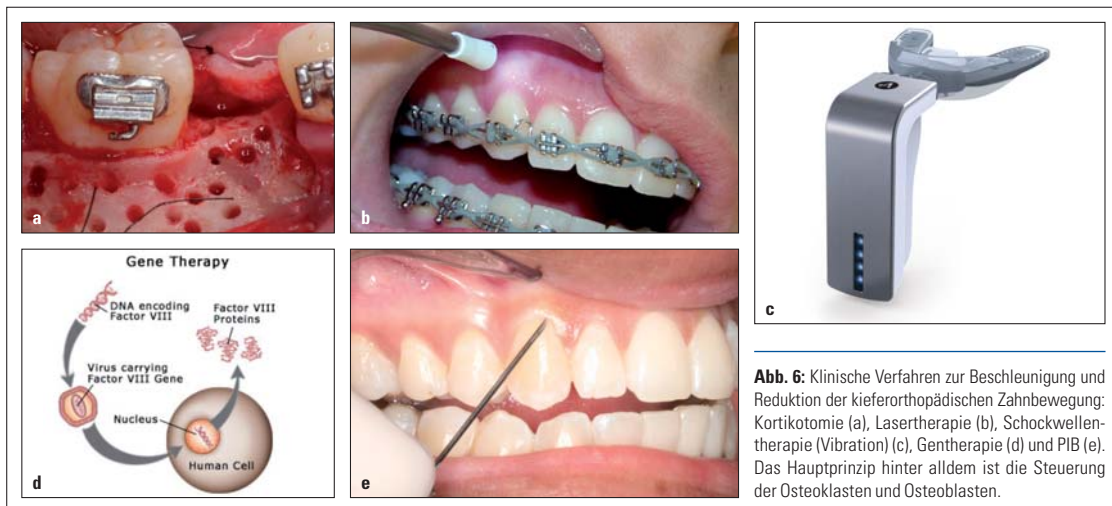 a
b
c
Gene Therapy
DNA encoding
Factor VIII
Factor VIII
Proteins
Virus carrying
Factor VIII Gene
Nucleus
Human Cell
d
e
Abb. 6: Klinische Verfahren zur Beschleunigung und
Reduktion der kieferorthopädischen Zahnbewegung:
Kortikotomie (a), Lasertherapie (b), Schockwellen-
therapie (Vibration) (c), Gentherapie (d) und PIB (e).
Das Hauptprinzip hinter alldem ist die Steuerung
der Osteoklasten und Osteoblasten.